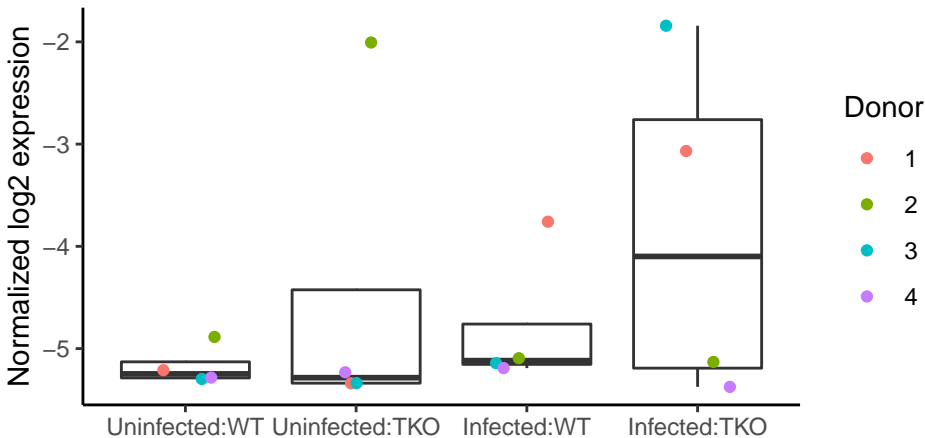 Normalized log2 expression
−2
−3
−4
−5
Uninfected:WT
Uninfected:TKO
Infected:WT
Infected:TKO
Donor
1
2
3
4